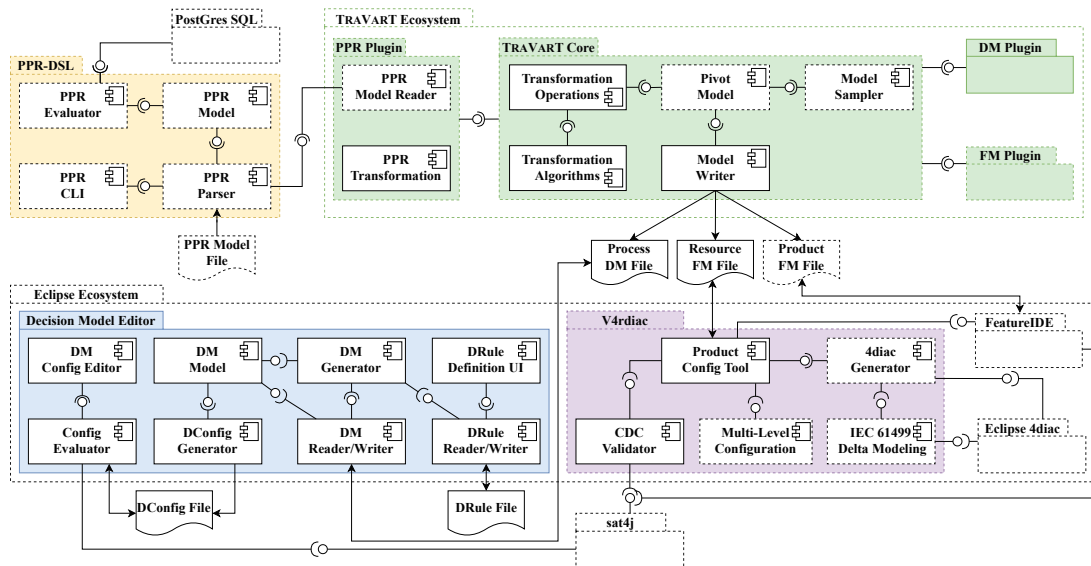 PostGres SQL
TRAVART Ecosystem
PPR-DSL
PPR
Evaluator
PPR
Model
PPR
CLI
PPR
Parser
PPR Model
File
PPR Plugin
PPR
Model Reader
PPR
Transformation
TRAVART Core
Transformation
Operations
Pivot
Model
Model
Sampler
Transformation
Algorithms
Model
Writer
DM Plugin
FM Plugin
Process
DM File
Resource
FM File
Product
FM File
Eclipse Ecosystem
Decision Model Editor
DM
Config Editor
DM
Model
DM
Generator
DRule
Definition UI
Config
Evaluator
DConfig
Generator
DM
Reader/Writer
DRule
Reader/Writer
DConfig File
DRule File
V4rdiac
Product
Config Tool
4diac
Generator
CDC
Validator
Multi-Level
Configuration
IEC 61499
Delta Modeling
FeatureIDE
Eclipse 4diac
sat4j